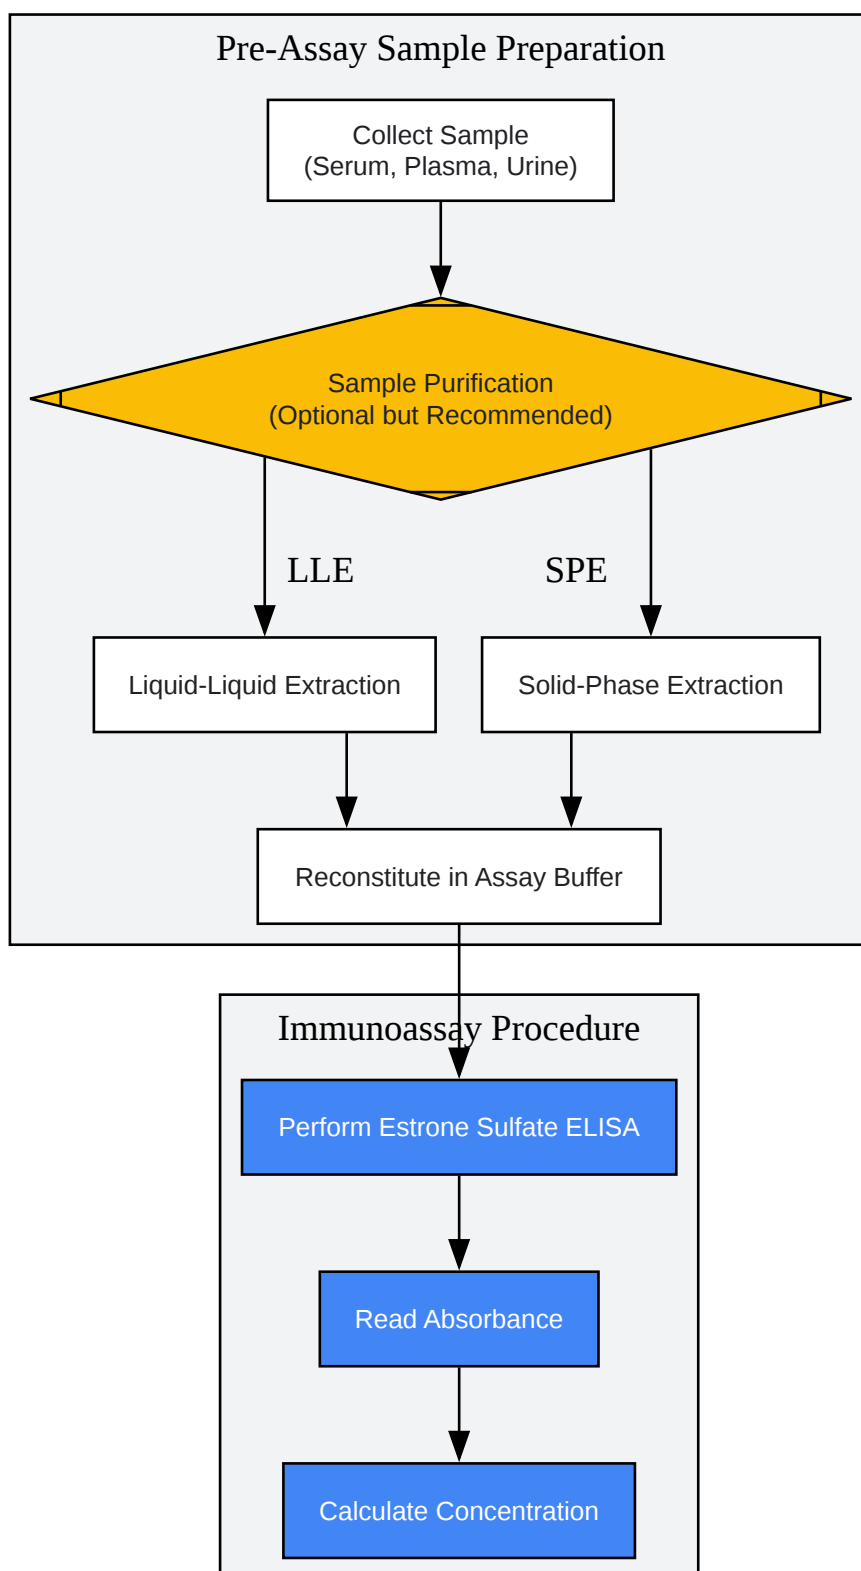 Pre-Assay Sample Preparation
Collect Sample
(Serum, Plasma, Urine)
Sample Purification
(Optional but Recommended)
LLE
SPE
Liquid-Liquid Extraction
Solid-Phase Extraction
Reconstitute in Assay Buffer
Immunoassay Procedure
Perform Estrone Sulfate ELISA
Read Absorbance
Calculate Concentration